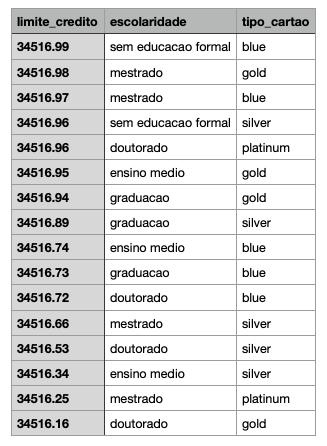 limite_credito escolaridade tipo_cartao
34516.99 sem educacao formal blue
34516.98 mestrado gold
34516.97 mestrado blue
34516.96 sem educacao formal silver
34516.96 doutorado platinum
34516.95 ensino medio gold
34516.94 graduacao gold
34516.89 graduacao silver
34516.74 ensino medio blue
34516.73 graduacao blue
34516.72 doutorado blue
34516.66 mestrado silver
34516.53 doutorado silver
34516.34 ensino medio silver
34516.25 mestrado platinum
34516.16 doutorado gold